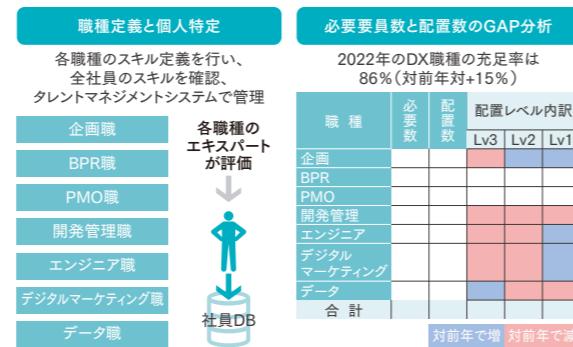 職種定義と個人特定
各職種のスキル定義を行い、
全社員のスキルを確認、
タレントマネジメントシステムで管理
企画職
BPR職
PMO職
開発管理職
エンジニア職
デジタルマーケティング職
データ職
各職種の
エキスパート
が評価
社員DB
必要要員数と配置数のGAP分析
2022年のDX職種の充足率は
86%(対前年対+15%)
職 種
必要数
配置数
配置レベル内訳
Lv3 Lv2 Lv1
企画
BPR
PMO
開発管理
エンジニア
デジタル
マーケティング
データ
合 計
対前年で増 対前年で減